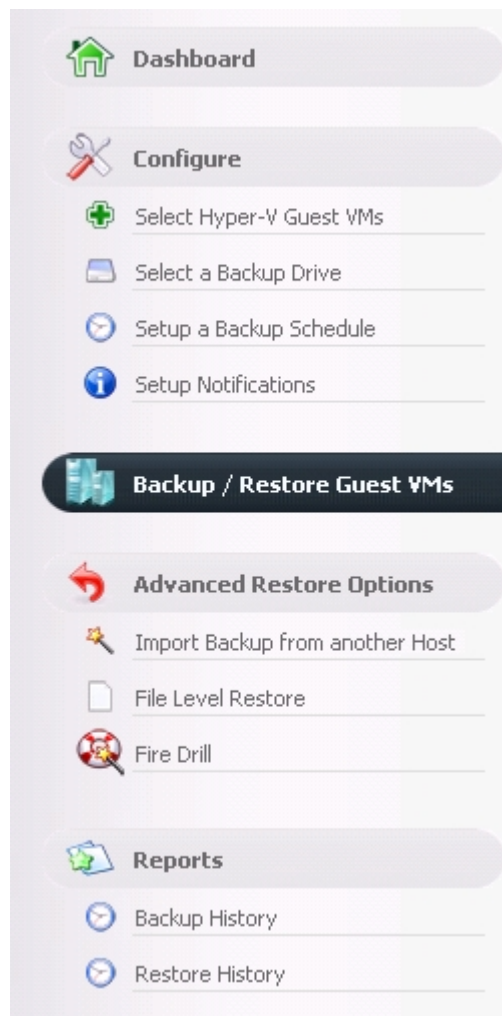 Dashboard
Configure
Select Hyper-V Guest VMs
Select a Backup Drive
Setup a Backup Schedule
Setup Notifications
Backup / Restore Guest VMs
Advanced Restore Options
Import Backup from another Host
File Level Restore
Fire Drill
Reports
Backup History
Restore History